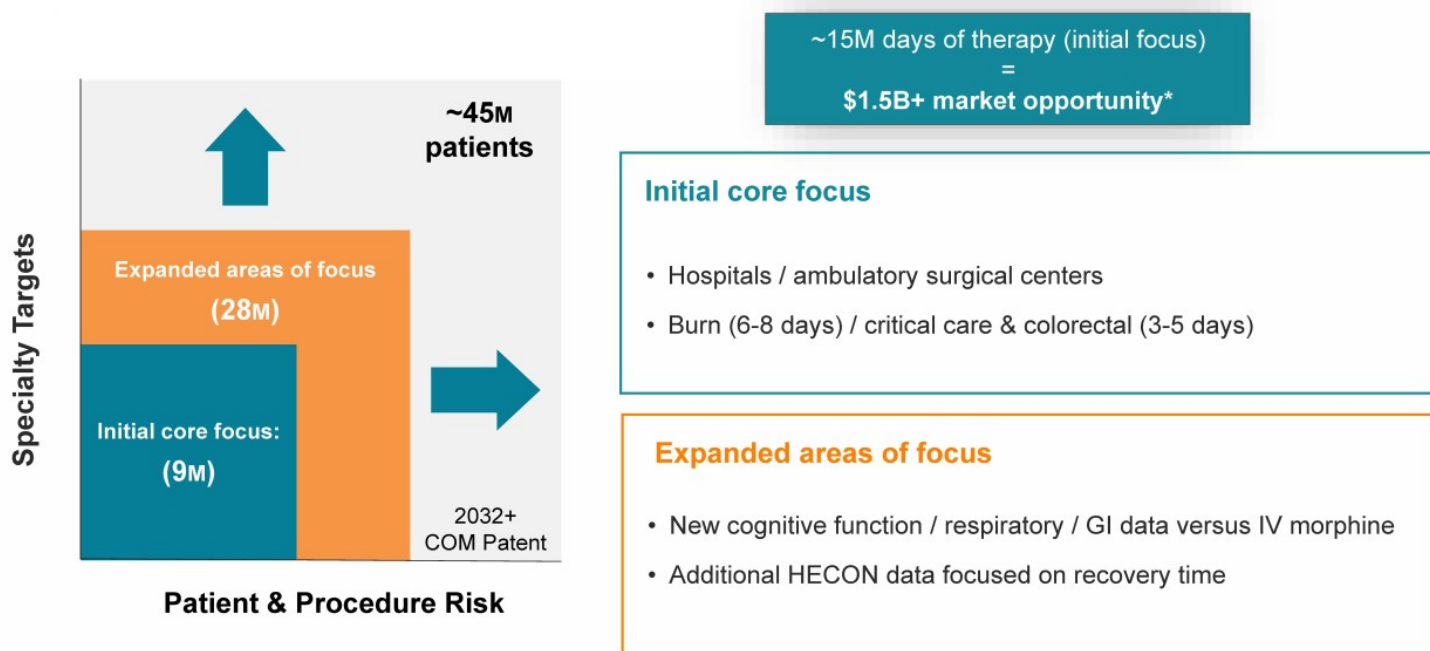 ~15M days of therapy (initial focus)
=
$1.5B+ market opportunity*
~45M
patients
Expanded areas of focus
(28M)
Initial core focus:
(9M)
2032+
COM Patent
Specialty Targets
Patient & Procedure Risk
Initial core focus
• Hospitals / ambulatory surgical centers
• Burn (6-8 days) / critical care & colorectal (3-5 days)
Expanded areas of focus
• New cognitive function / respiratory / GI data versus IV morphine
• Additional HECON data focused on recovery time